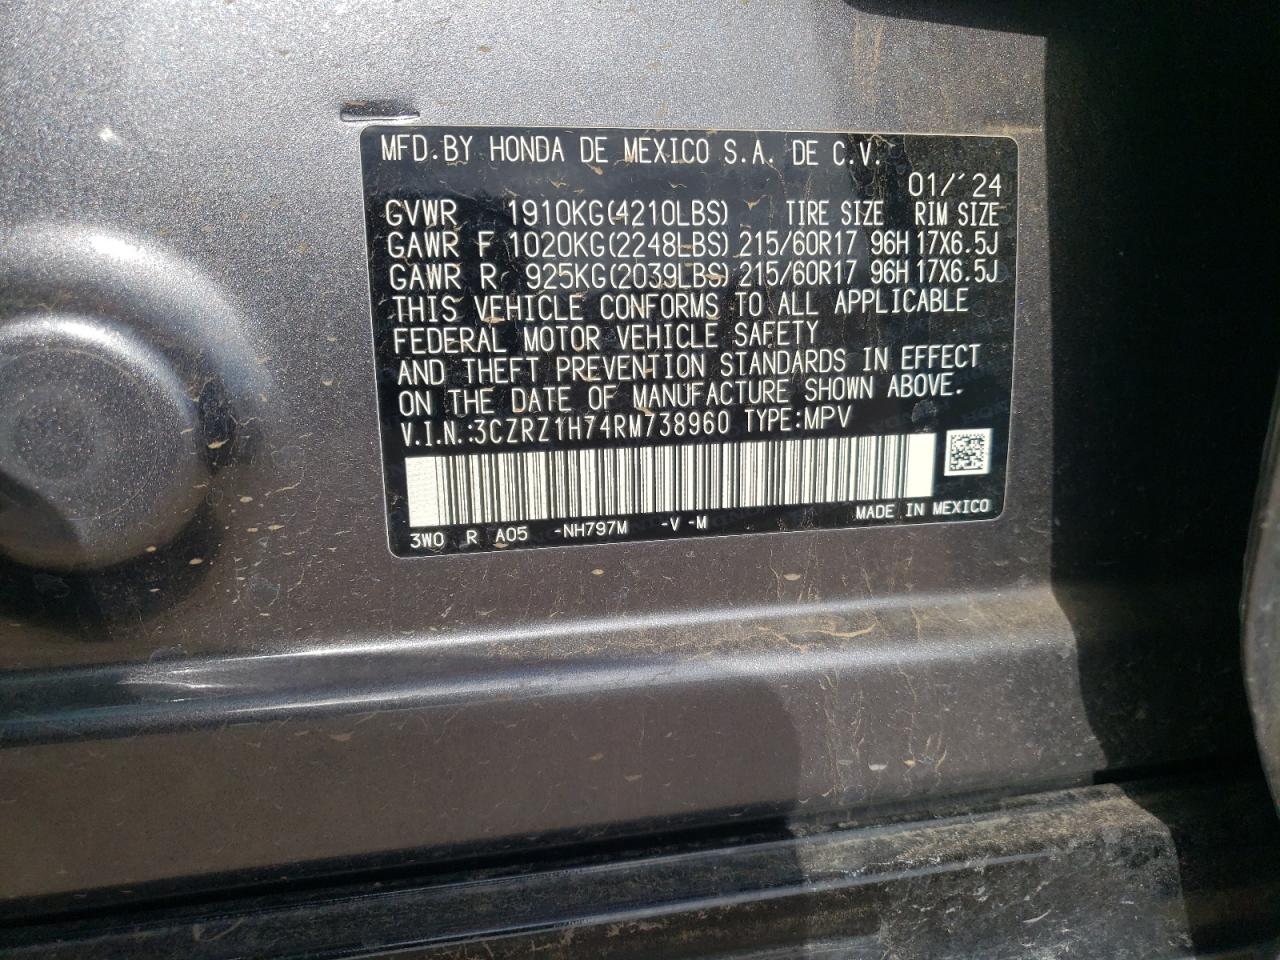 MFD.BY HONDA DE MEXICO S.A. DE C.V.
01/´24
GVWR 1910KG(4210LBS) TIRE SIZE RIM SIZE
GAWR F 1020KG(2248LBS) 215/60R17 96H 17X6.5J
GAWR R 925KG(2039LBS) 215/60R17 96H 17X6.5J
THIS VEHICLE CONFORMS TO ALL APPLICABLE
FEDERAL MOTOR VEHICLE SAFETY
AND THEFT PREVENTION STANDARDS IN EFFECT
ON THE DATE OF MANUFACTURE SHOWN ABOVE.
V.I.N.:3CZRZ1H74RM738960 TYPE:MPV
MADE IN MEXICO
3W0 R A05 -NH797M -V -M